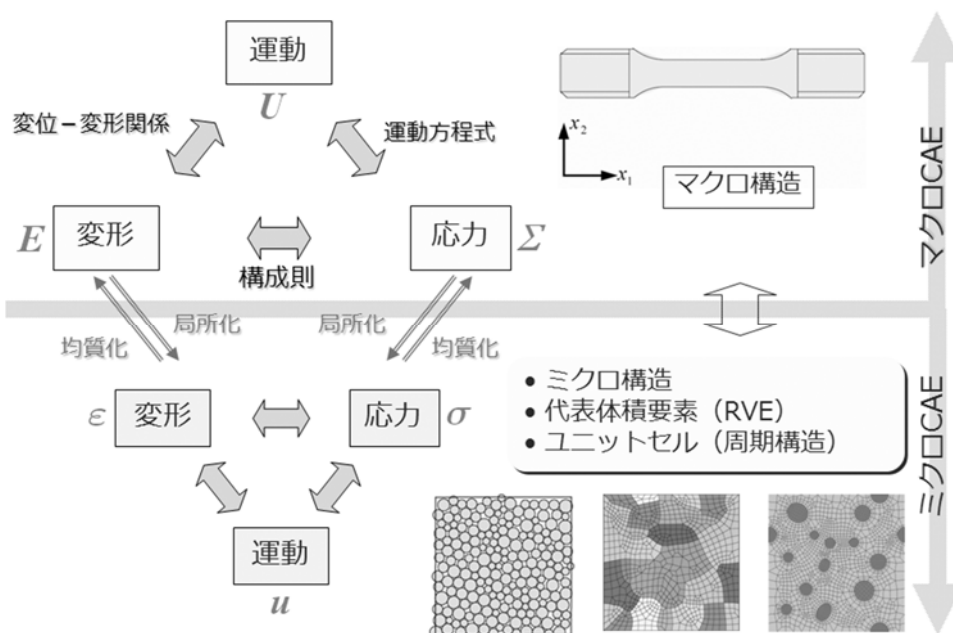 運動
U
変位－変形関係
運動方程式
x2
x1
マクロ構造
マクロCAE
E
変形
応力
Σ
構成則
局所化
局所化
均質化
均質化
ミクロCAE
• ミクロ構造
• 代表体積要素（RVE）
• ユニットセル（周期構造）
ε
変形
応力
σ
運動
u